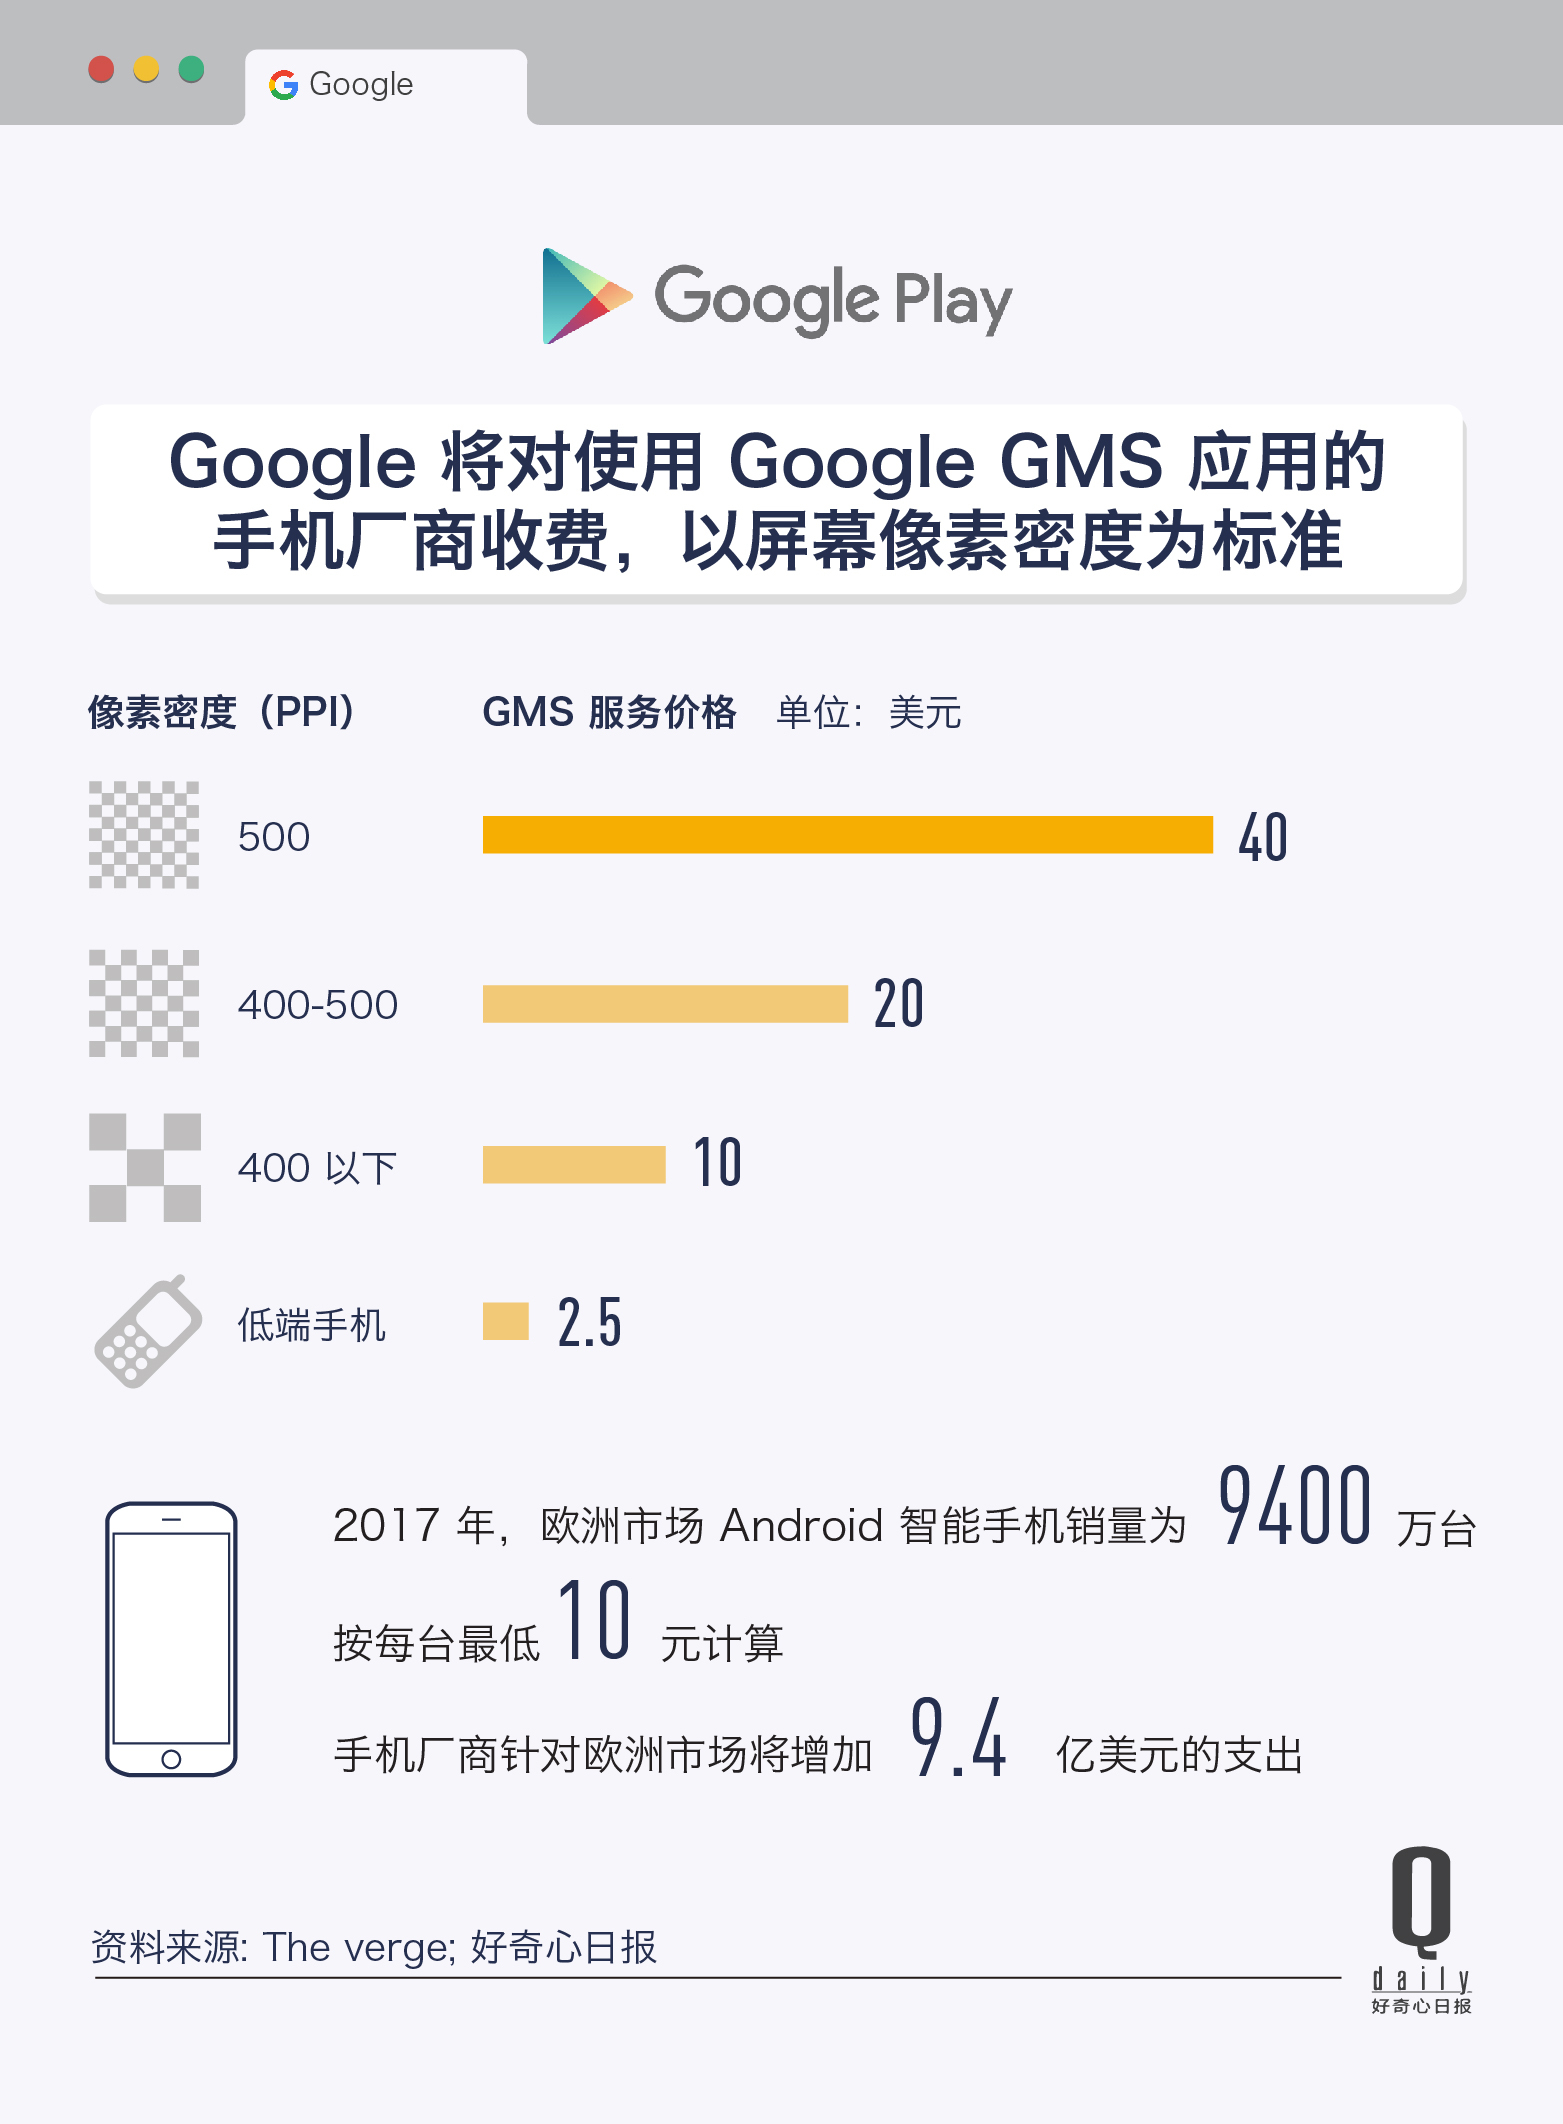 Google
Google Play
Google 将对使用 Google GMS 应用的
手机厂商收费，以屏幕像素密度为标准
像素密度（PPI） GMS 服务价格 单位：美元
500 40
400-500 20
400 以下 10
低端手机 2.5
2017 年，欧洲市场 Android 智能手机销量为 9400 万台
按每台最低 10 元计算
手机厂商针对欧洲市场将增加 9.4 亿美元的支出
资料来源: The verge; 好奇心日报
Q
daily
好奇心日报